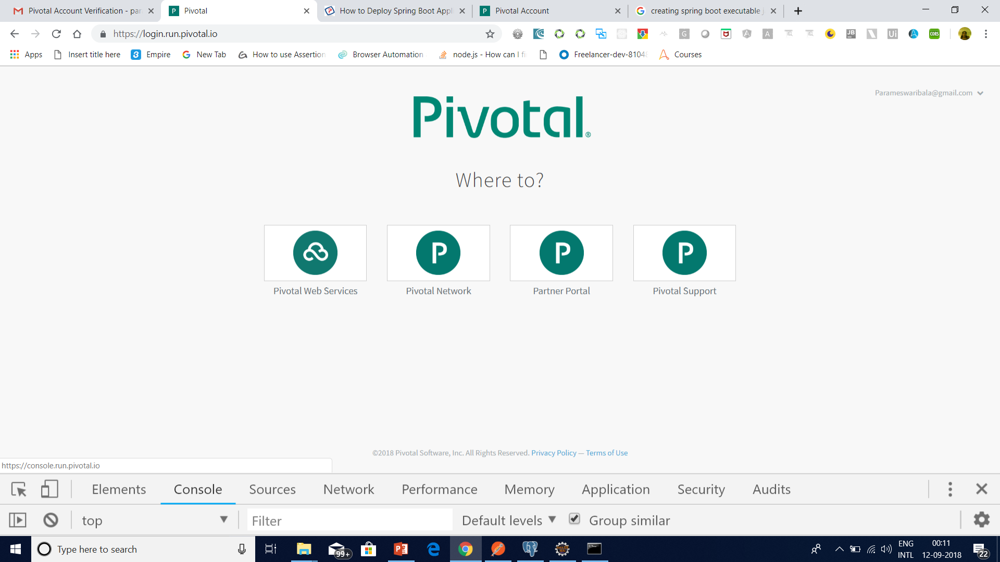 Pivotal Account Verification - par
Pivotal
How to Deploy Spring Boot Appl
Pivotal Account
creating spring boot executable j
https://login.run.pivotal.io
Apps
Insert title here
Empire
New Tab
How to use Assertion
Browser Automation
node.js - How can I fi
Freelancer-dev-81048
Courses
Parameswaribala@gmail.com
Pivotal®
Where to?
Pivotal Web Services
Pivotal Network
Partner Portal
Pivotal Support
©2018 Pivotal Software, Inc. All Rights Reserved. Privacy Policy — Terms of Use
https://console.run.pivotal.io
Elements Console Sources Network Performance Memory Application Security Audits
top Filter Default levels Group similar
Type here to search
99+
ENG
INTL
00:11
12-09-2018
22